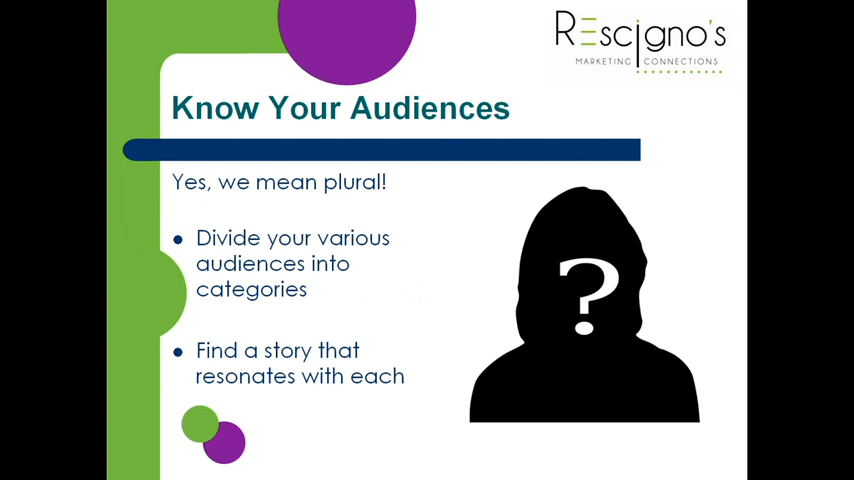 REscigno's
MARKETING CONNECTIONS
Know Your Audiences
Yes, we mean plural!
● Divide your various
audiences into
categories
● Find a story that
resonates with each
?